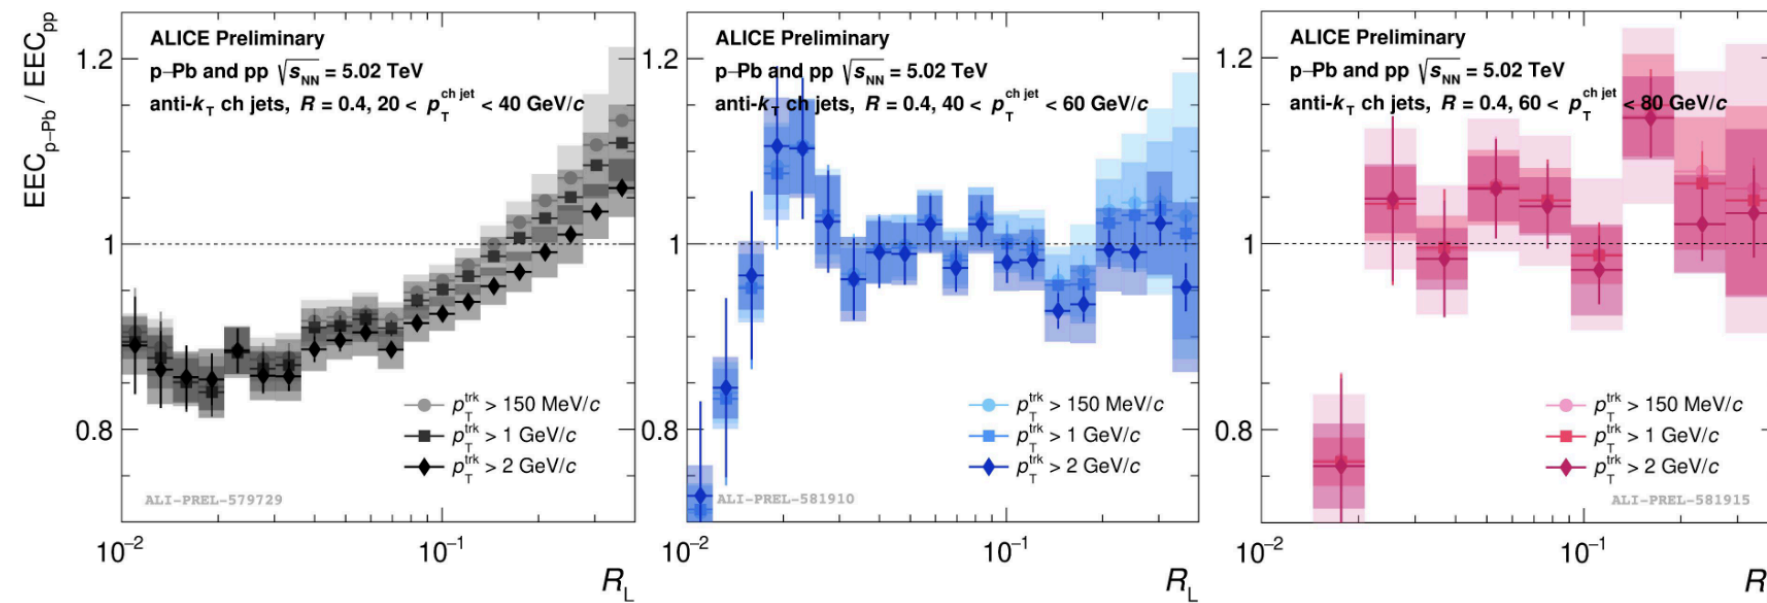 EEC_p–Pb / EEC_pp
ALICE Preliminary
p–Pb and pp √s_NN = 5.02 TeV
anti-k_T ch jets, R = 0.4, 20 < p_T^ch jet < 40 GeV/c
1.2
1
0.8
p_T^trk > 150 MeV/c
p_T^trk > 1 GeV/c
p_T^trk > 2 GeV/c
ALI-PREL-579729
10⁻²
10⁻¹
R_L
ALICE Preliminary
p–Pb and pp √s_NN = 5.02 TeV
anti-k_T ch jets, R = 0.4, 40 < p_T^ch jet < 60 GeV/c
1.2
1
0.8
p_T^trk > 150 MeV/c
p_T^trk > 1 GeV/c
p_T^trk > 2 GeV/c
ALI-PREL-581910
10⁻²
10⁻¹
R_L
ALICE Preliminary
p–Pb and pp √s_NN = 5.02 TeV
anti-k_T ch jets, R = 0.4, 60 < p_T^ch jet < 80 GeV/c
1.2
1
0.8
p_T^trk > 150 MeV/c
p_T^trk > 1 GeV/c
p_T^trk > 2 GeV/c
ALI-PREL-581915
10⁻²
10⁻¹
R